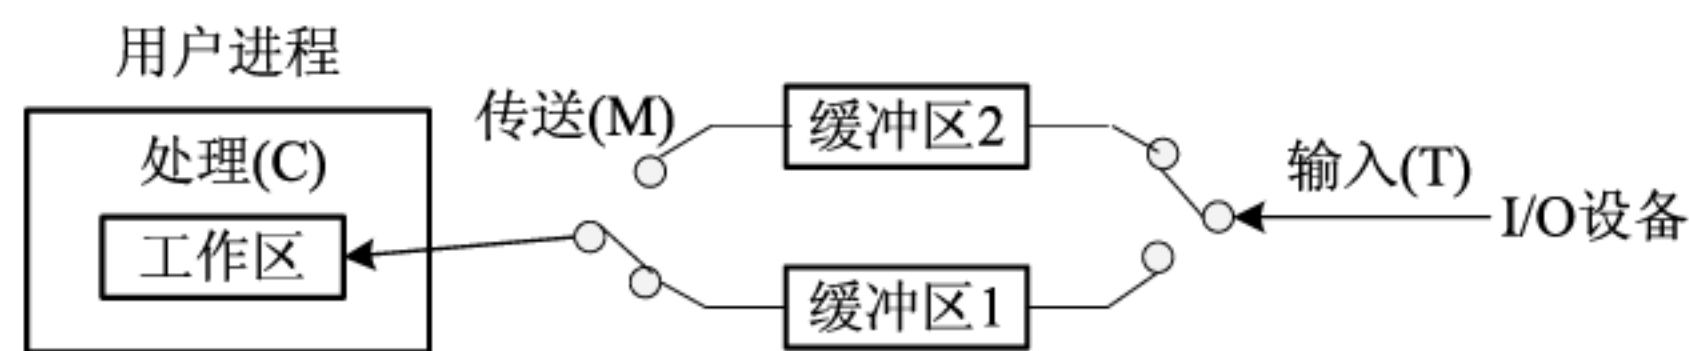 用户进程
处理(C)
工作区
传送(M)
缓冲区2
缓冲区1
输入(T)
I/O设备